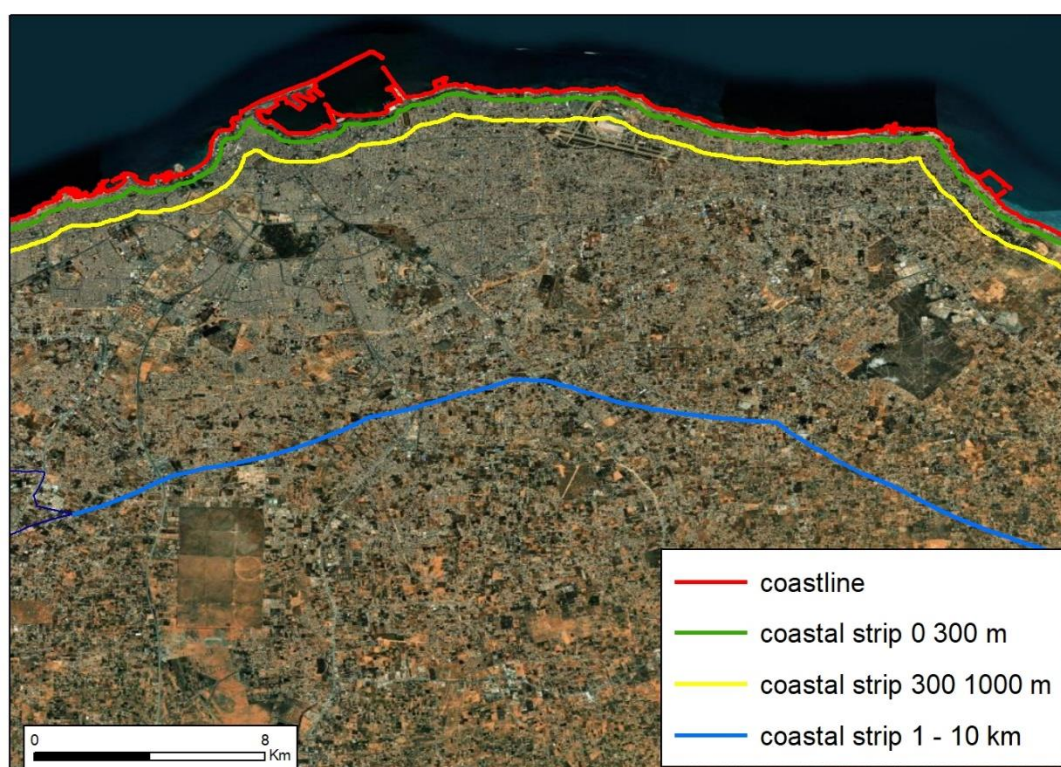 coastline
coastal strip 0 300 m
coastal strip 300 1000 m
coastal strip 1 - 10 km
0 8
Km